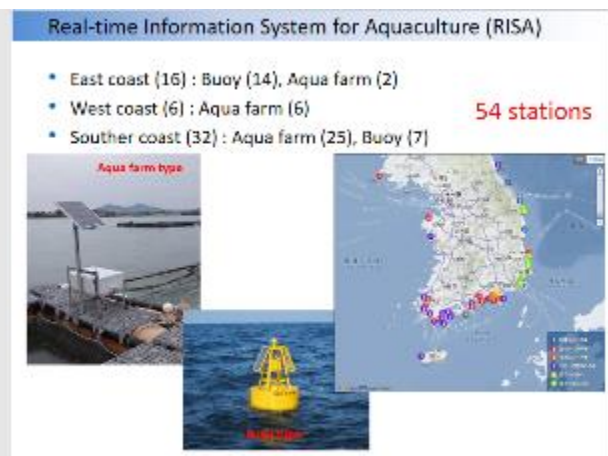 Real-time Information System for Aquaculture (RISA)
• East coast (16) : Buoy (14), Aqua farm (2)
• West coast (6) : Aqua farm (6)
• Souther coast (32) : Aqua farm (25), Buoy (7)
54 stations
Aqua farm type